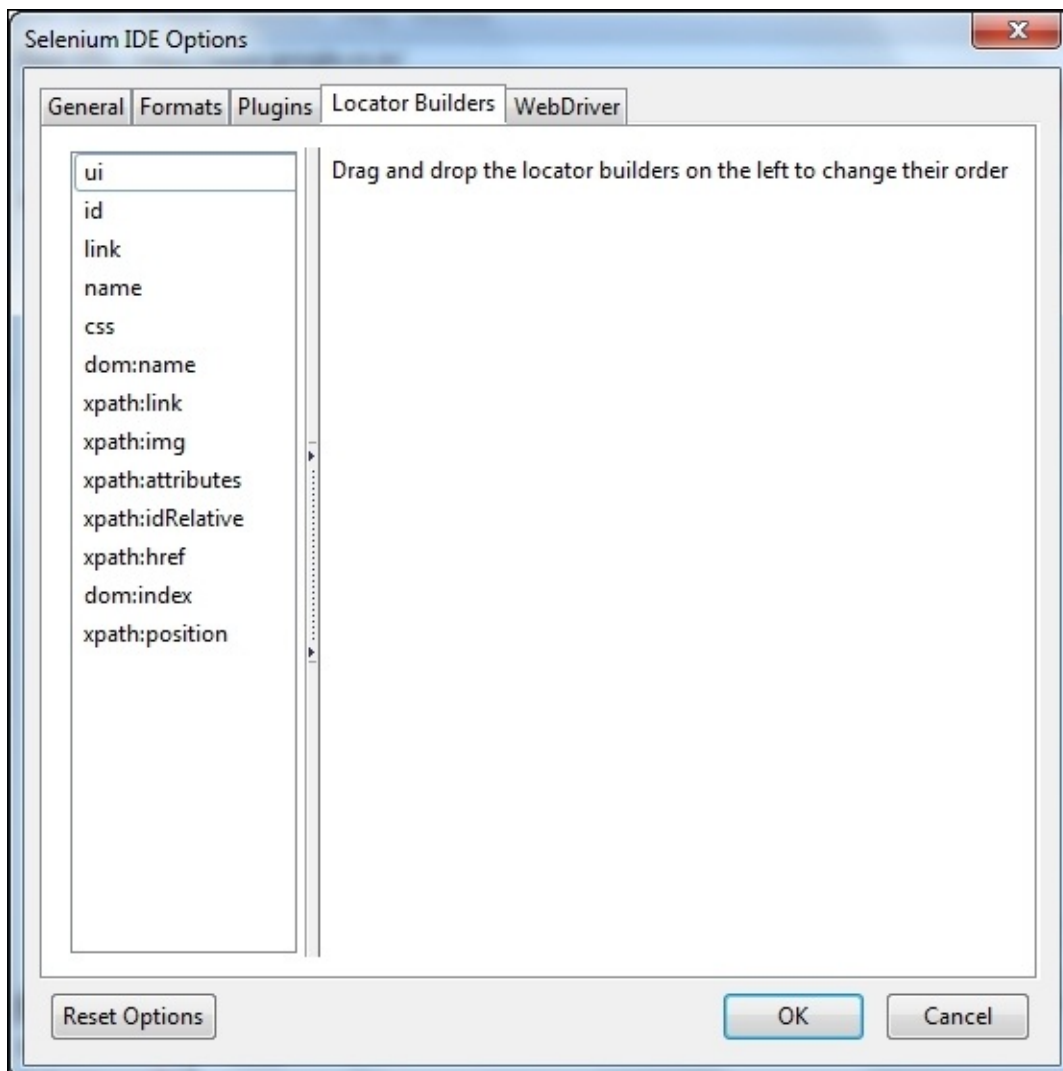 Selenium IDE Options
General Formats Plugins Locator Builders WebDriver
ui
Drag and drop the locator builders on the left to change their order
id
link
name
css
dom:name
xpath:link
xpath:img
xpath:attributes
xpath:idRelative
xpath:href
dom:index
xpath:position
Reset Options
OK
Cancel